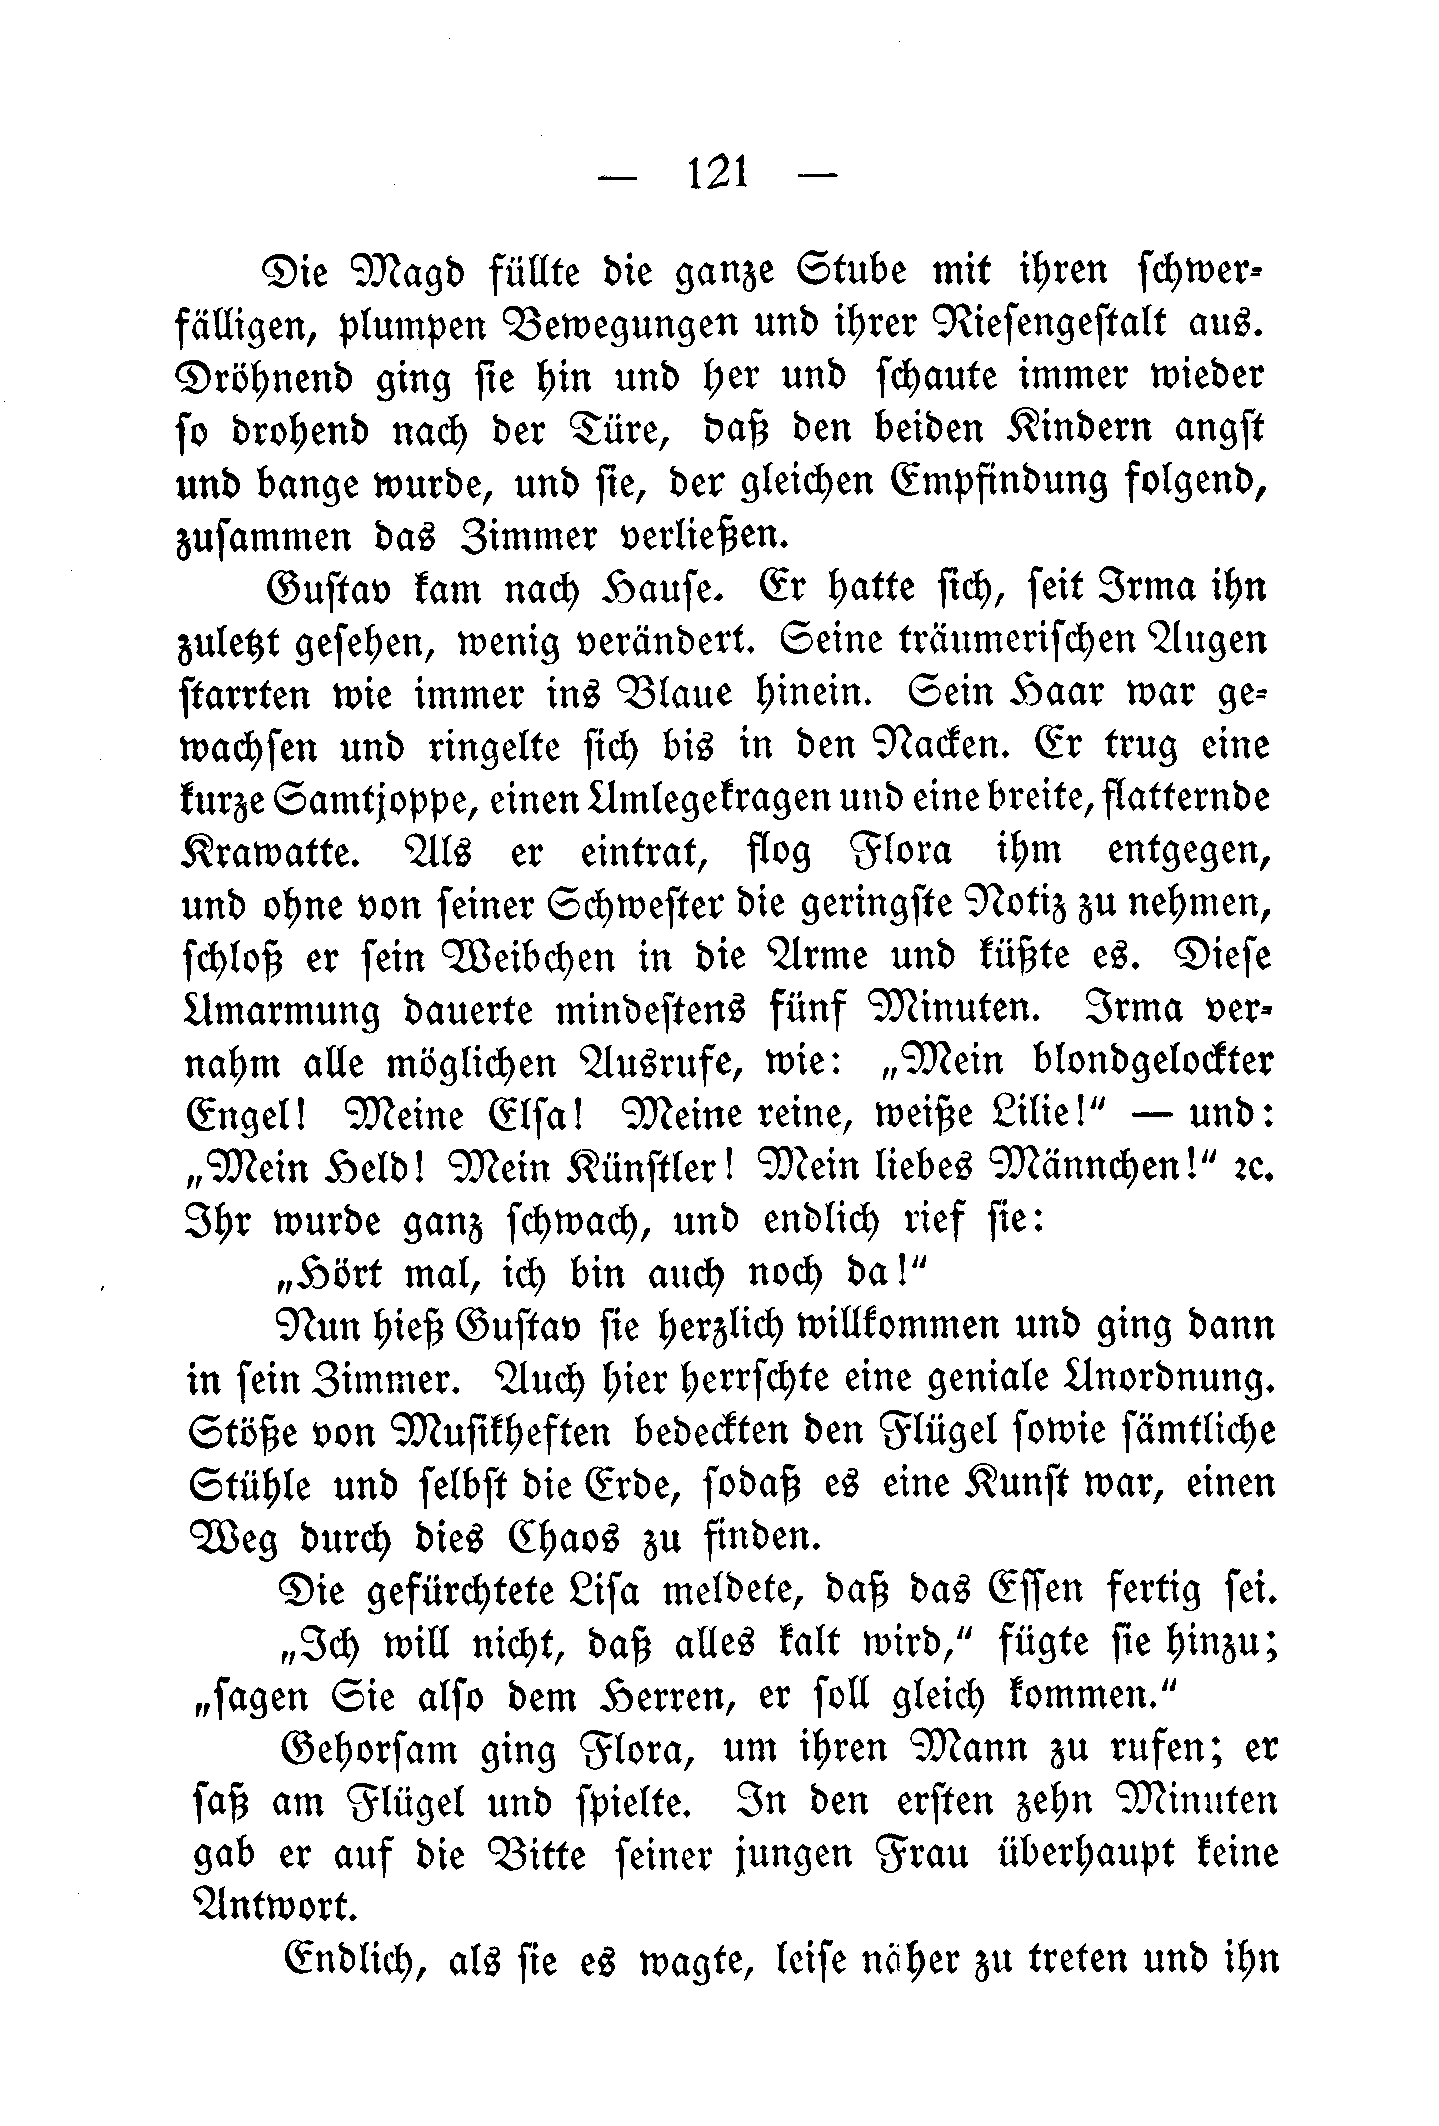 — 121 —
Die Magd füllte die ganze Stube mit ihren schwer-
fälligen, plumpen Bewegungen und ihrer Riesengestalt aus.
Dröhnend ging sie hin und her und schaute immer wieder
so drohend nach der Türe, daß den beiden Kindern angst
und bange wurde, und sie, der gleichen Empfindung folgend,
zusammen das Zimmer verließen.
Gustav kam nach Hause. Er hatte sich, seit Irma ihn
zuletzt gesehen, wenig verändert. Seine träumerischen Augen
starrten wie immer ins Blaue hinein. Sein Haar war ge-
wachsen und ringelte sich bis in den Nacken. Er trug eine
kurze Samtjoppe, einen Umlegekragen und eine breite, flatternde
Krawatte. Als er eintrat, flog Flora ihm entgegen,
und ohne von seiner Schwester die geringste Notiz zu nehmen,
schloß er sein Weibchen in die Arme und küßte es. Diese
Umarmung dauerte mindestens fünf Minuten. Irma ver-
nahm alle möglichen Ausrufe, wie: „Mein blondgelockter
Engel! Meine Elsa! Meine reine, weiße Lilie!“ — und:
„Mein Held! Mein Künstler! Mein liebes Männchen!“ ꝛc.
Ihr wurde ganz schwach, und endlich rief sie:
„Hört mal, ich bin auch noch da!“
Nun hieß Gustav sie herzlich willkommen und ging dann
in sein Zimmer. Auch hier herrschte eine geniale Unordnung.
Stöße von Musikheften bedeckten den Flügel sowie sämtliche
Stühle und selbst die Erde, sodaß es eine Kunst war, einen
Weg durch dies Chaos zu finden.
Die gefürchtete Lisa meldete, daß das Essen fertig sei.
„Ich will nicht, daß alles kalt wird,“ fügte sie hinzu;
„sagen Sie also dem Herren, er soll gleich kommen.“
Gehorsam ging Flora, um ihren Mann zu rufen; er
saß am Flügel und spielte. In den ersten zehn Minuten
gab er auf die Bitte seiner jungen Frau überhaupt keine
Antwort.
Endlich, als sie es wagte, leise näher zu treten und ihn